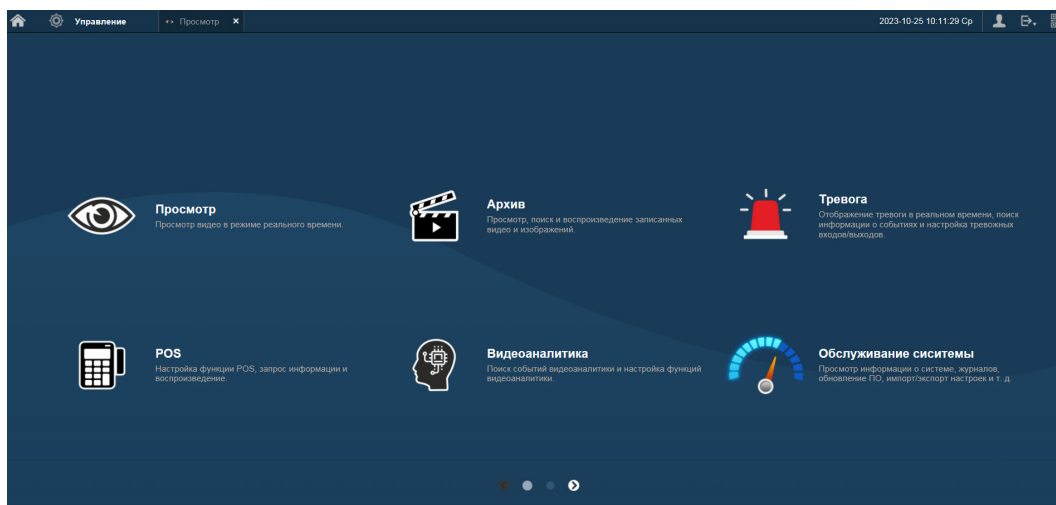 Управление
Просмотр
2023-10-25 10:11:29 Ср
Просмотр
Просмотр видео в режиме реального времени.
Архив
Просмотр, поиск и воспроизведение записанных
видео и изображений.
Тревога
Отображение тревоги в реальном времени, поиск
информации о событиях и настройка тревожных
входов/выходов.
POS
Настройка функции POS, запрос информации и
воспроизведение.
Видеоаналитика
Поиск событий видеоаналитики и настройка функций
видеоаналитики.
Обслуживание сиситемы
Просмотр информации о системе, журналов,
обновление ПО, импорт/экспорт настроек и т. д.